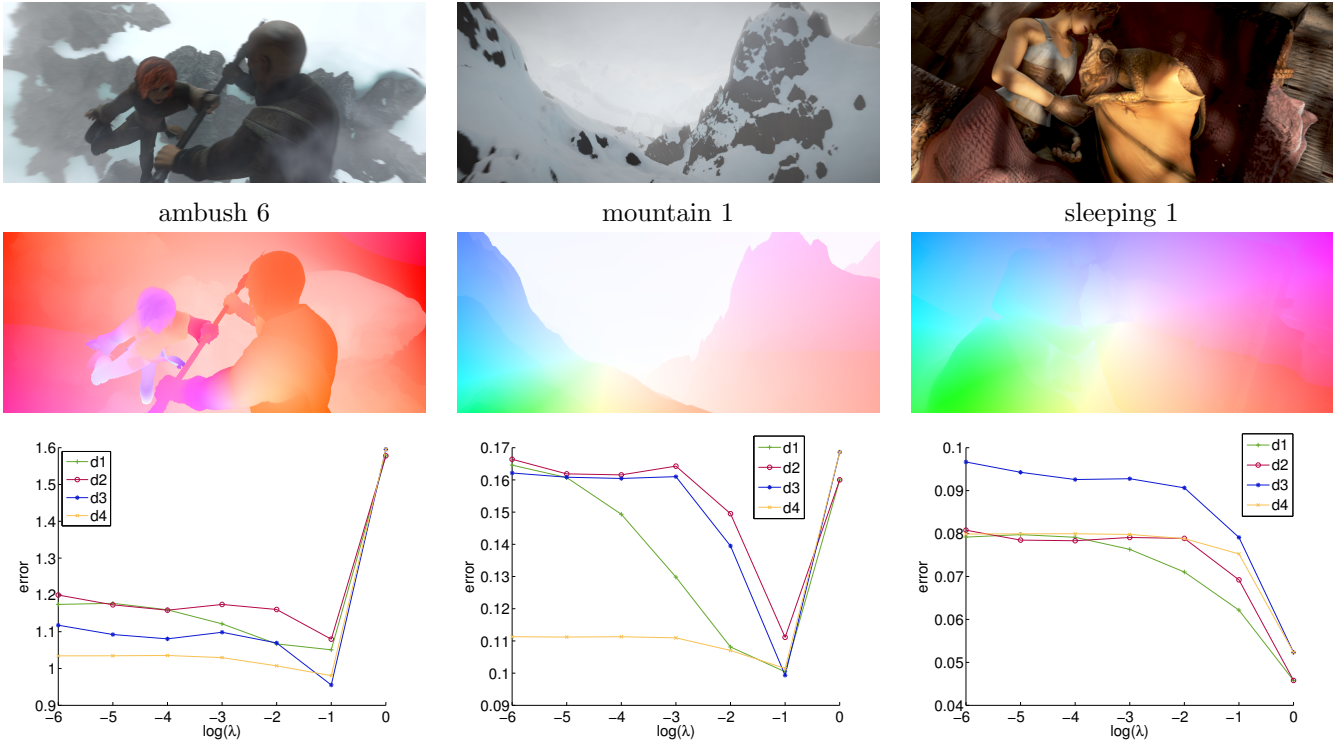 ambush 6
mountain 1
sleeping 1
1.6
1.5
1.4
1.3
1.2
1.1
1
0.9
error
d1
d2
d3
d4
−6 −5 −4 −3 −2 −1 0
log(λ)
0.17
0.16
0.15
0.14
0.13
0.12
0.11
0.1
0.09
error
d1
d2
d3
d4
−6 −5 −4 −3 −2 −1 0
log(λ)
0.1
0.09
0.08
0.07
0.06
0.05
0.04
error
d1
d2
d3
d4
−6 −5 −4 −3 −2 −1 0
log(λ)